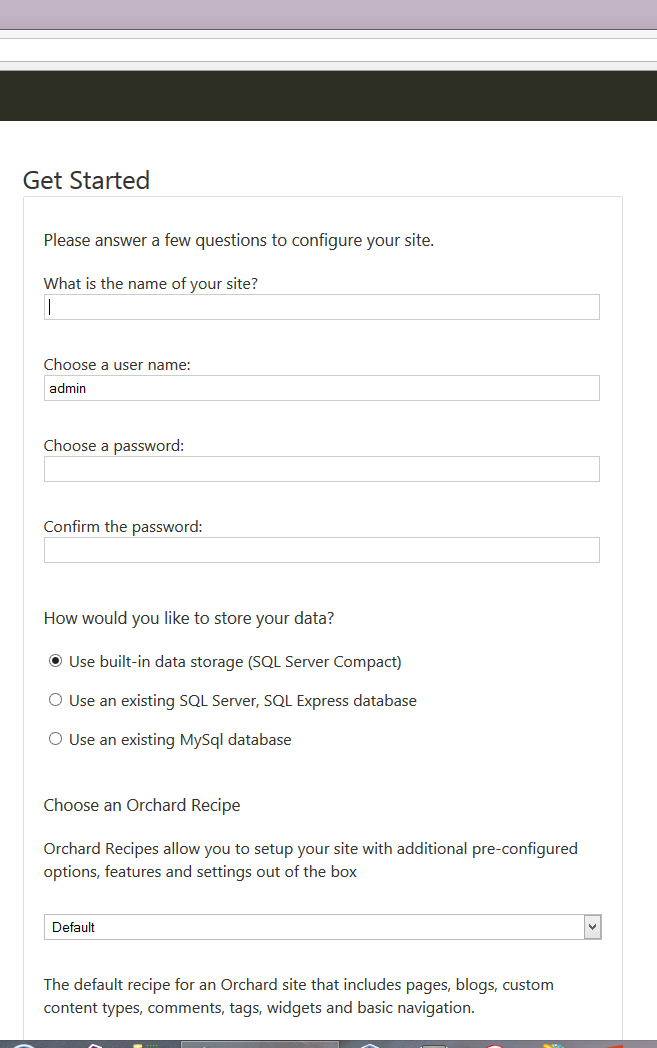 Get Started
Please answer a few questions to configure your site.
What is the name of your site?
Choose a user name:
admin
Choose a password:
Confirm the password:
How would you like to store your data?
Use built-in data storage (SQL Server Compact)
Use an existing SQL Server, SQL Express database
Use an existing MySql database
Choose an Orchard Recipe
Orchard Recipes allow you to setup your site with additional pre-configured
options, features and settings out of the box
Default
The default recipe for an Orchard site that includes pages, blogs, custom
content types, comments, tags, widgets and basic navigation.